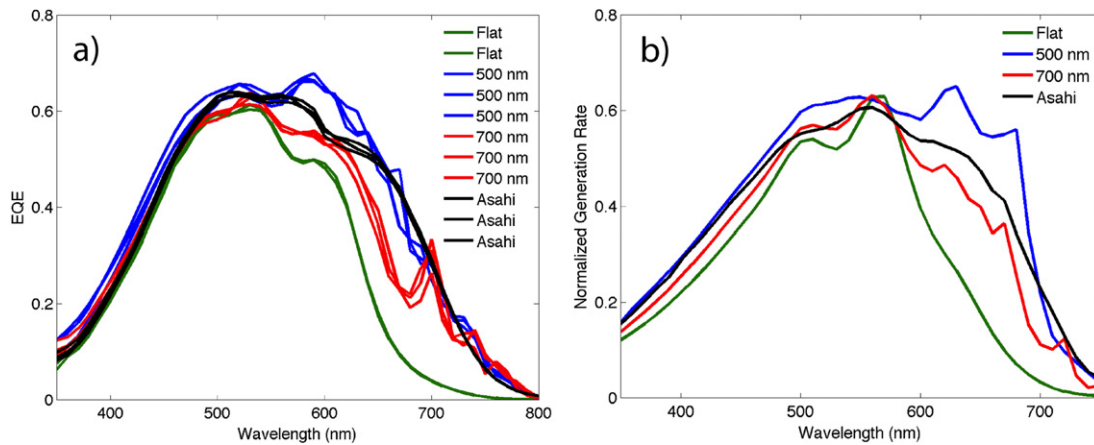 a)
0.8
0.6
0.4
0.2
0
EQE
400
500
600
700
800
Wavelength (nm)
Flat
Flat
500 nm
500 nm
500 nm
700 nm
700 nm
700 nm
Asahi
Asahi
Asahi
b)
0.8
0.6
0.4
0.2
0
Normalized Generation Rate
400
500
600
700
Wavelength (nm)
Flat
500 nm
700 nm
Asahi